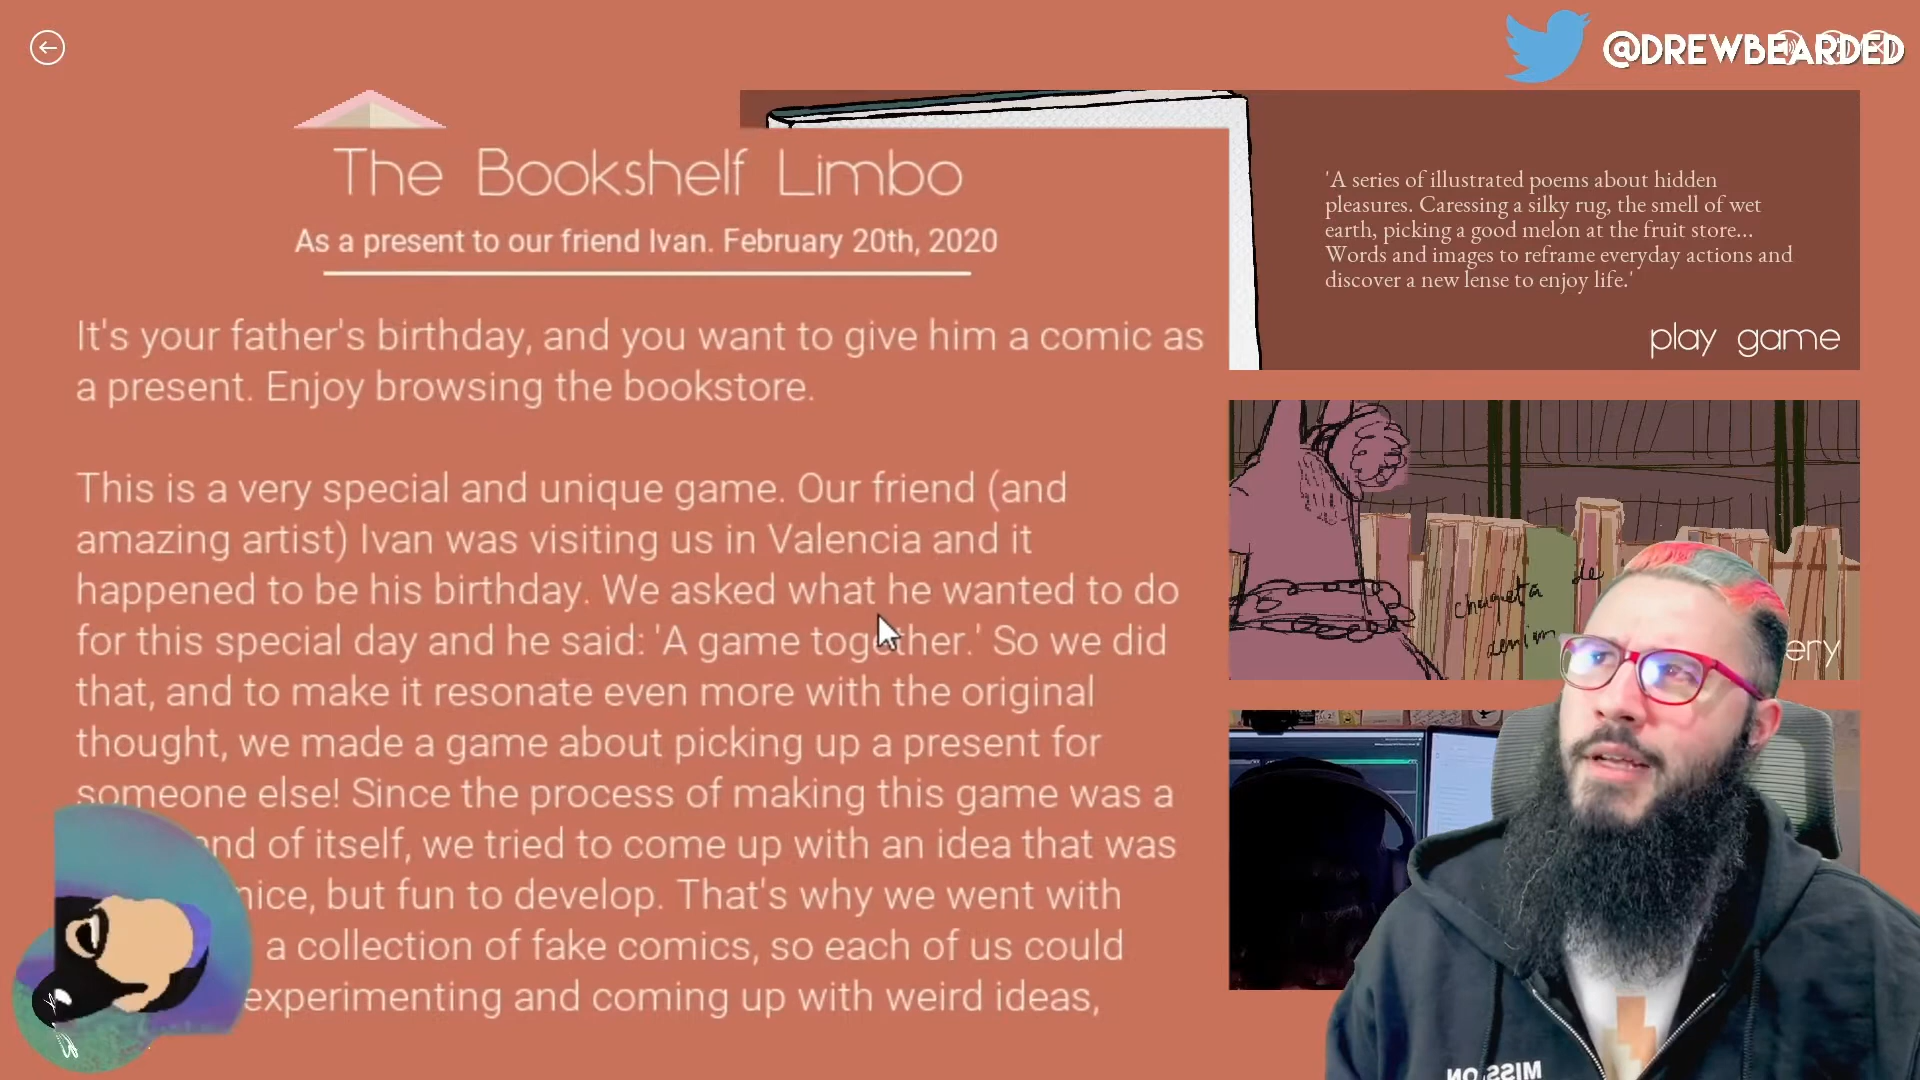 @DREWBEARDED
The Bookshelf Limbo
As a present to our friend Ivan. February 20th, 2020
It's your father's birthday, and you want to give him a comic as
a present. Enjoy browsing the bookstore.
This is a very special and unique game. Our friend (and
amazing artist) Ivan was visiting us in Valencia and it
happened to be his birthday. We asked what he wanted to do
for this special day and he said: 'A game together.' So we did
that, and to make it resonate even more with the original
thought, we made a game about picking up a present for
someone else! Since the process of making this game was a
and of itself, we tried to come up with an idea that was
nice, but fun to develop. That's why we went with
a collection of fake comics, so each of us could
experimenting and coming up with weird ideas,
'A series of illustrated poems about hidden
pleasures. Caressing a silky rug, the smell of wet
earth, picking a good melon at the fruit store...
Words and images to reframe everyday actions and
discover a new lense to enjoy life.'
play game
chaqueta de
ery
MISSION